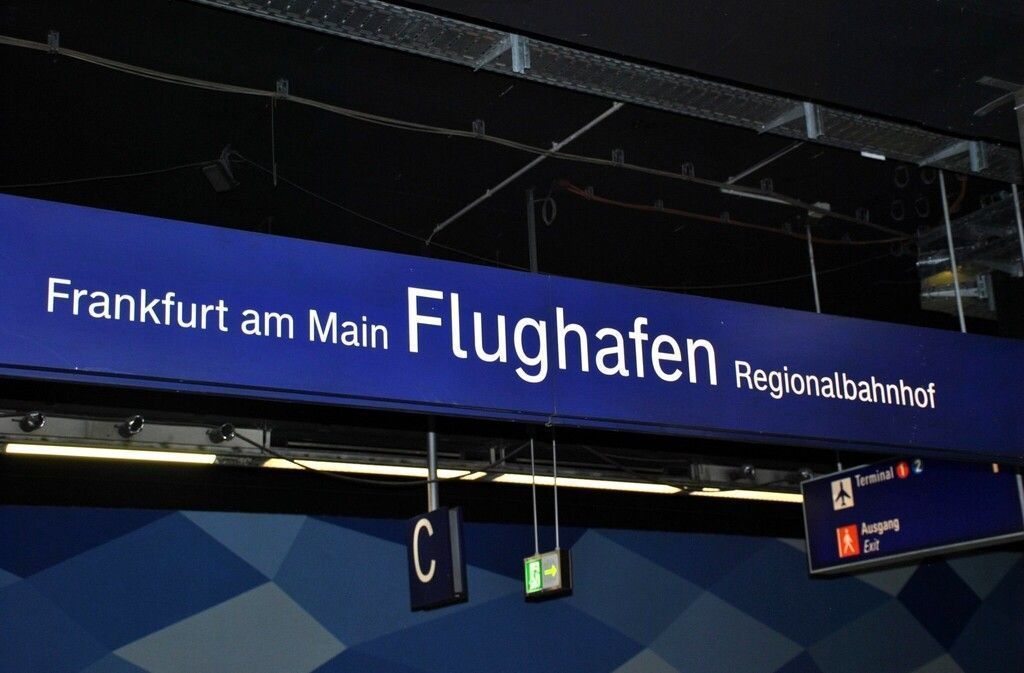 Frankfurt am Main Flughafen Regionalbahnhof
C
Terminal 1 2
Ausgang
Exit